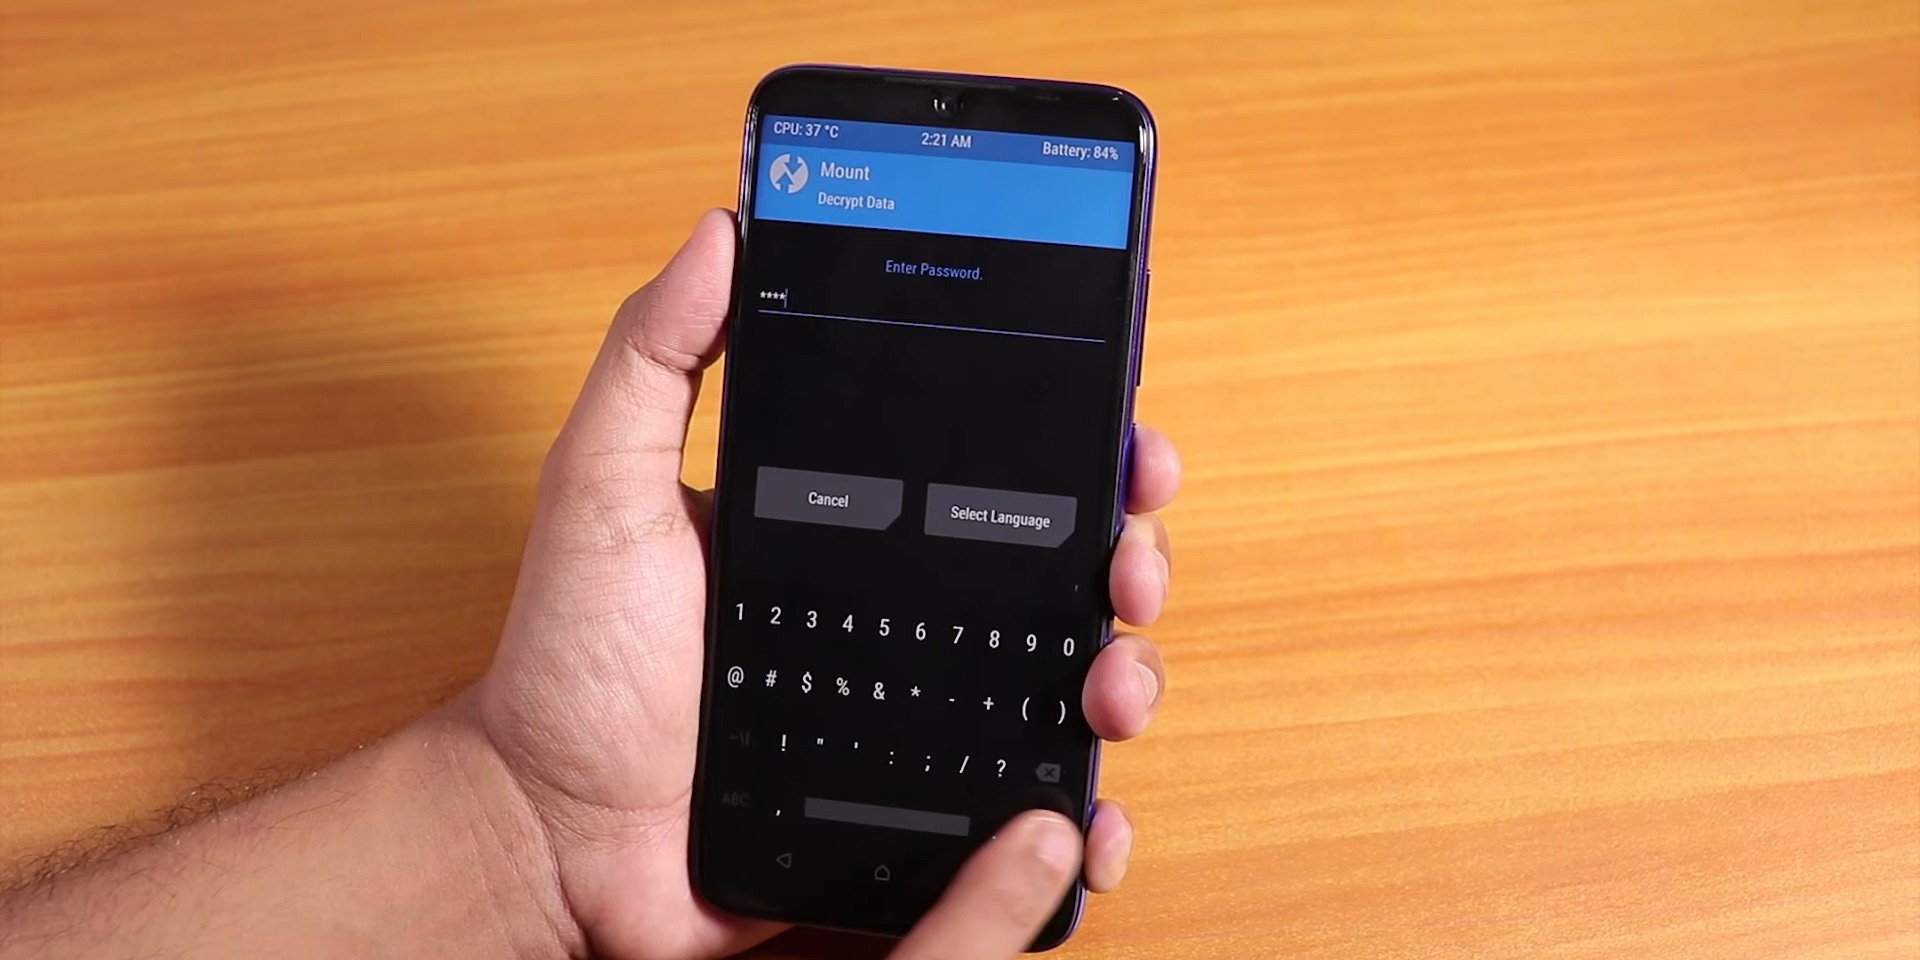 CPU: 37 °C 2:21 AM Battery: 84%
Mount
Decrypt Data
Enter Password.
****
Cancel Select Language
1 2 3 4 5 6 7 8 9 0
@ # $ % & * - + ( )
~\{ ! " ' : ; / ?
ABC ,